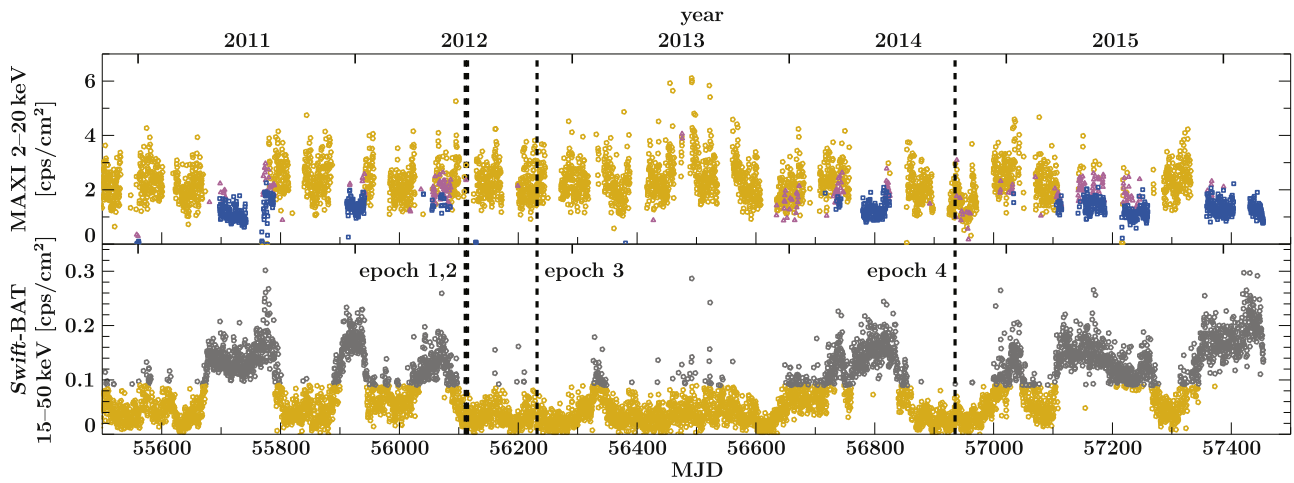 year
2011 2012 2013 2014 2015
MAXI 2–20 keV
[cps/cm²]
6
4
2
0
Swift-BAT
15–50 keV [cps/cm²]
0.3
0.2
0.1
0
epoch 1,2 epoch 3 epoch 4
55600 55800 56000 56200 56400 56600 56800 57000 57200 57400
MJD